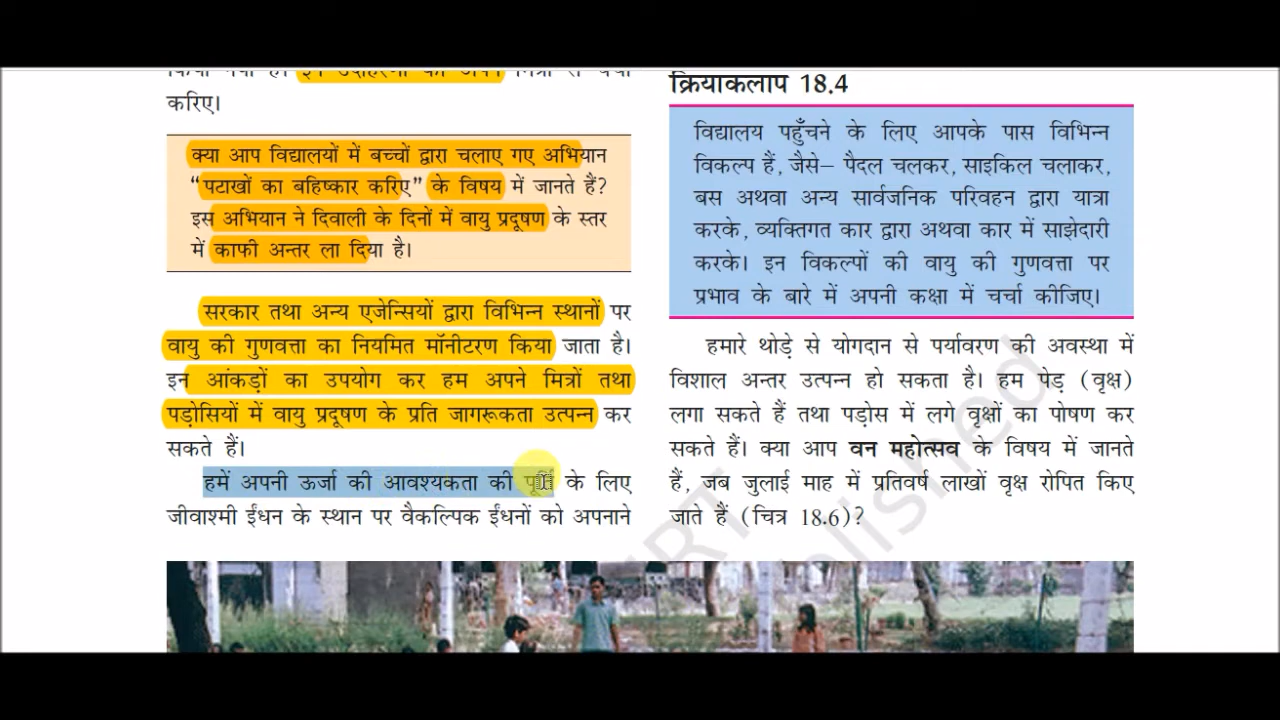 करिए।
क्या आप विद्यालयों में बच्चों द्वारा चलाए गए अभियान
“पटाखों का बहिष्कार करिए” के विषय में जानते हैं?
इस अभियान ने दिवाली के दिनों में वायु प्रदूषण के स्तर
में काफी अन्तर ला दिया है।
सरकार तथा अन्य एजेन्सियों द्वारा विभिन्न स्थानों पर
वायु की गुणवत्ता का नियमित मॉनीटरण किया जाता है।
इन आंकड़ों का उपयोग कर हम अपने मित्रों तथा
पड़ोसियों में वायु प्रदूषण के प्रति जागरूकता उत्पन्न कर
सकते हैं।
हमें अपनी ऊर्जा की आवश्यकता की पूर्ति के लिए
जीवाश्मी ईंधन के स्थान पर वैकल्पिक ईंधनों को अपनाने
क्रियाकलाप 18.4
विद्यालय पहुँचने के लिए आपके पास विभिन्न
विकल्प हैं, जैसे– पैदल चलकर, साइकिल चलाकर,
बस अथवा अन्य सार्वजनिक परिवहन द्वारा यात्रा
करके, व्यक्तिगत कार द्वारा अथवा कार में साझेदारी
करके। इन विकल्पों की वायु की गुणवत्ता पर
प्रभाव के बारे में अपनी कक्षा में चर्चा कीजिए।
हमारे थोड़े से योगदान से पर्यावरण की अवस्था में
विशाल अन्तर उत्पन्न हो सकता है। हम पेड़ (वृक्ष)
लगा सकते हैं तथा पड़ोस में लगे वृक्षों का पोषण कर
सकते हैं। क्या आप वन महोत्सव के विषय में जानते
हैं, जब जुलाई माह में प्रतिवर्ष लाखों वृक्ष रोपित किए
जाते हैं (चित्र 18.6)?